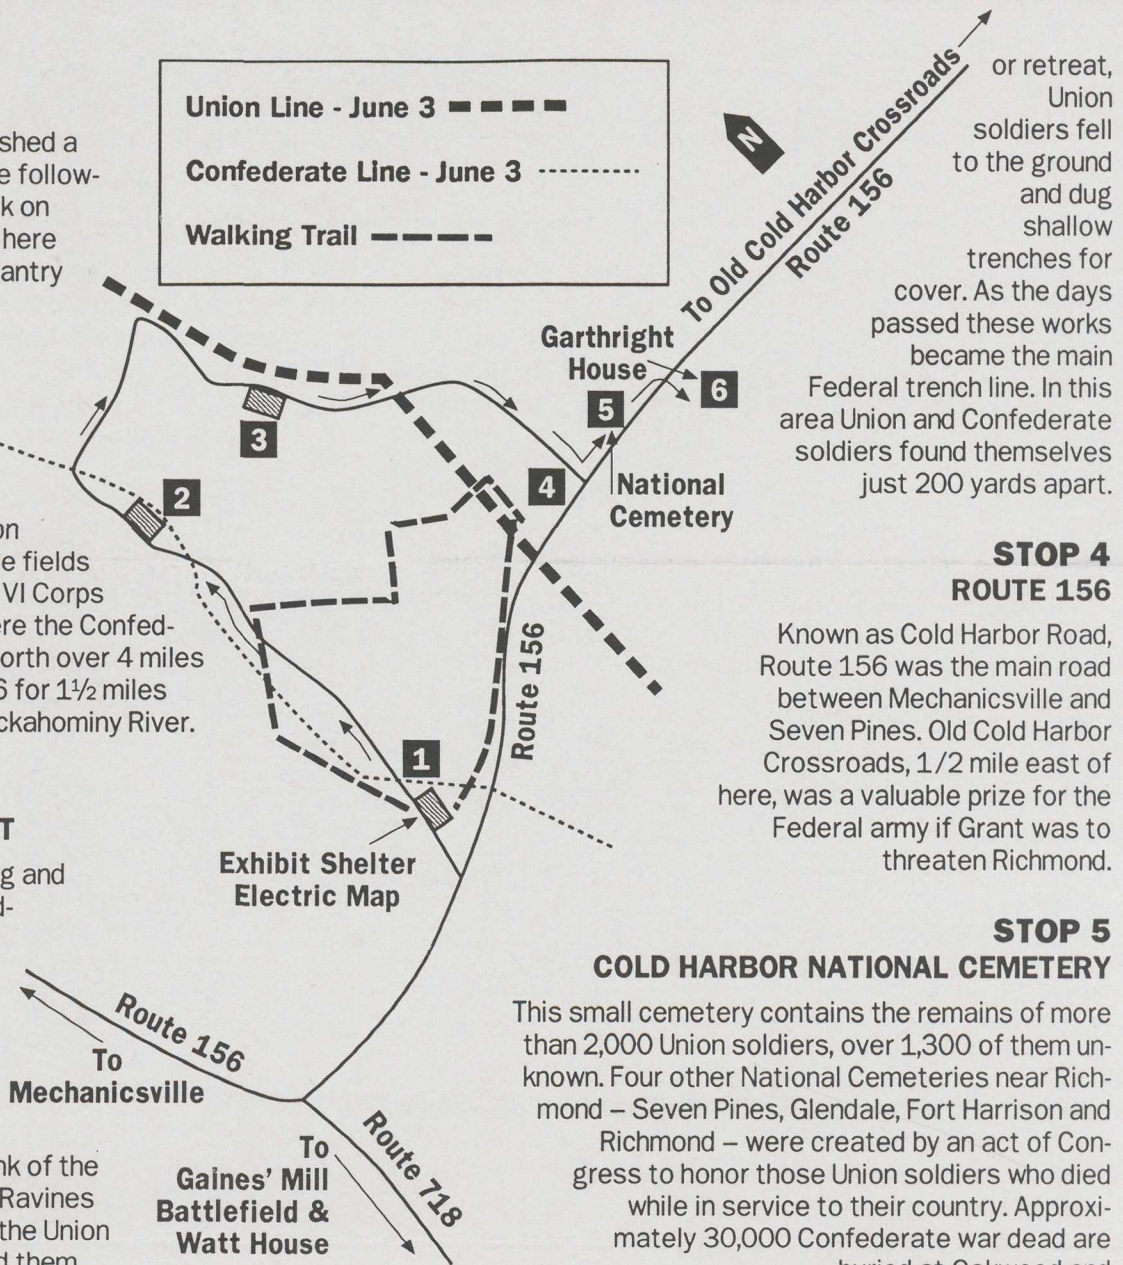 shed a
e follow-
k on
here
antry
Union Line - June 3
Confederate Line - June 3
Walking Trail
N
To Old Cold Harbor Crossroads
Route 156
Garthright
House
5
6
3
2
4
National
Cemetery
Route 156
1
Exhibit Shelter
Electric Map
on
e fields
VI Corps
ere the Confed-
orth over 4 miles
6 for 1½ miles
ckahominy River.
T
g and
d-
Route 156
To
Mechanicsville
To
Gaines' Mill
Battlefield &
Watt House
Route 718
nk of the
Ravines
the Union
d them
or retreat,
Union
soldiers fell
to the ground
and dug
shallow
trenches for
cover. As the days
passed these works
became the main
Federal trench line. In this
area Union and Confederate
soldiers found themselves
just 200 yards apart.
STOP 4
ROUTE 156
Known as Cold Harbor Road,
Route 156 was the main road
between Mechanicsville and
Seven Pines. Old Cold Harbor
Crossroads, 1/2 mile east of
here, was a valuable prize for the
Federal army if Grant was to
threaten Richmond.
STOP 5
COLD HARBOR NATIONAL CEMETERY
This small cemetery contains the remains of more
than 2,000 Union soldiers, over 1,300 of them un-
known. Four other National Cemeteries near Rich-
mond – Seven Pines, Glendale, Fort Harrison and
Richmond – were created by an act of Con-
gress to honor those Union soldiers who died
while in service to their country. Approxi-
mately 30,000 Confederate war dead are
buried at Oakwood and